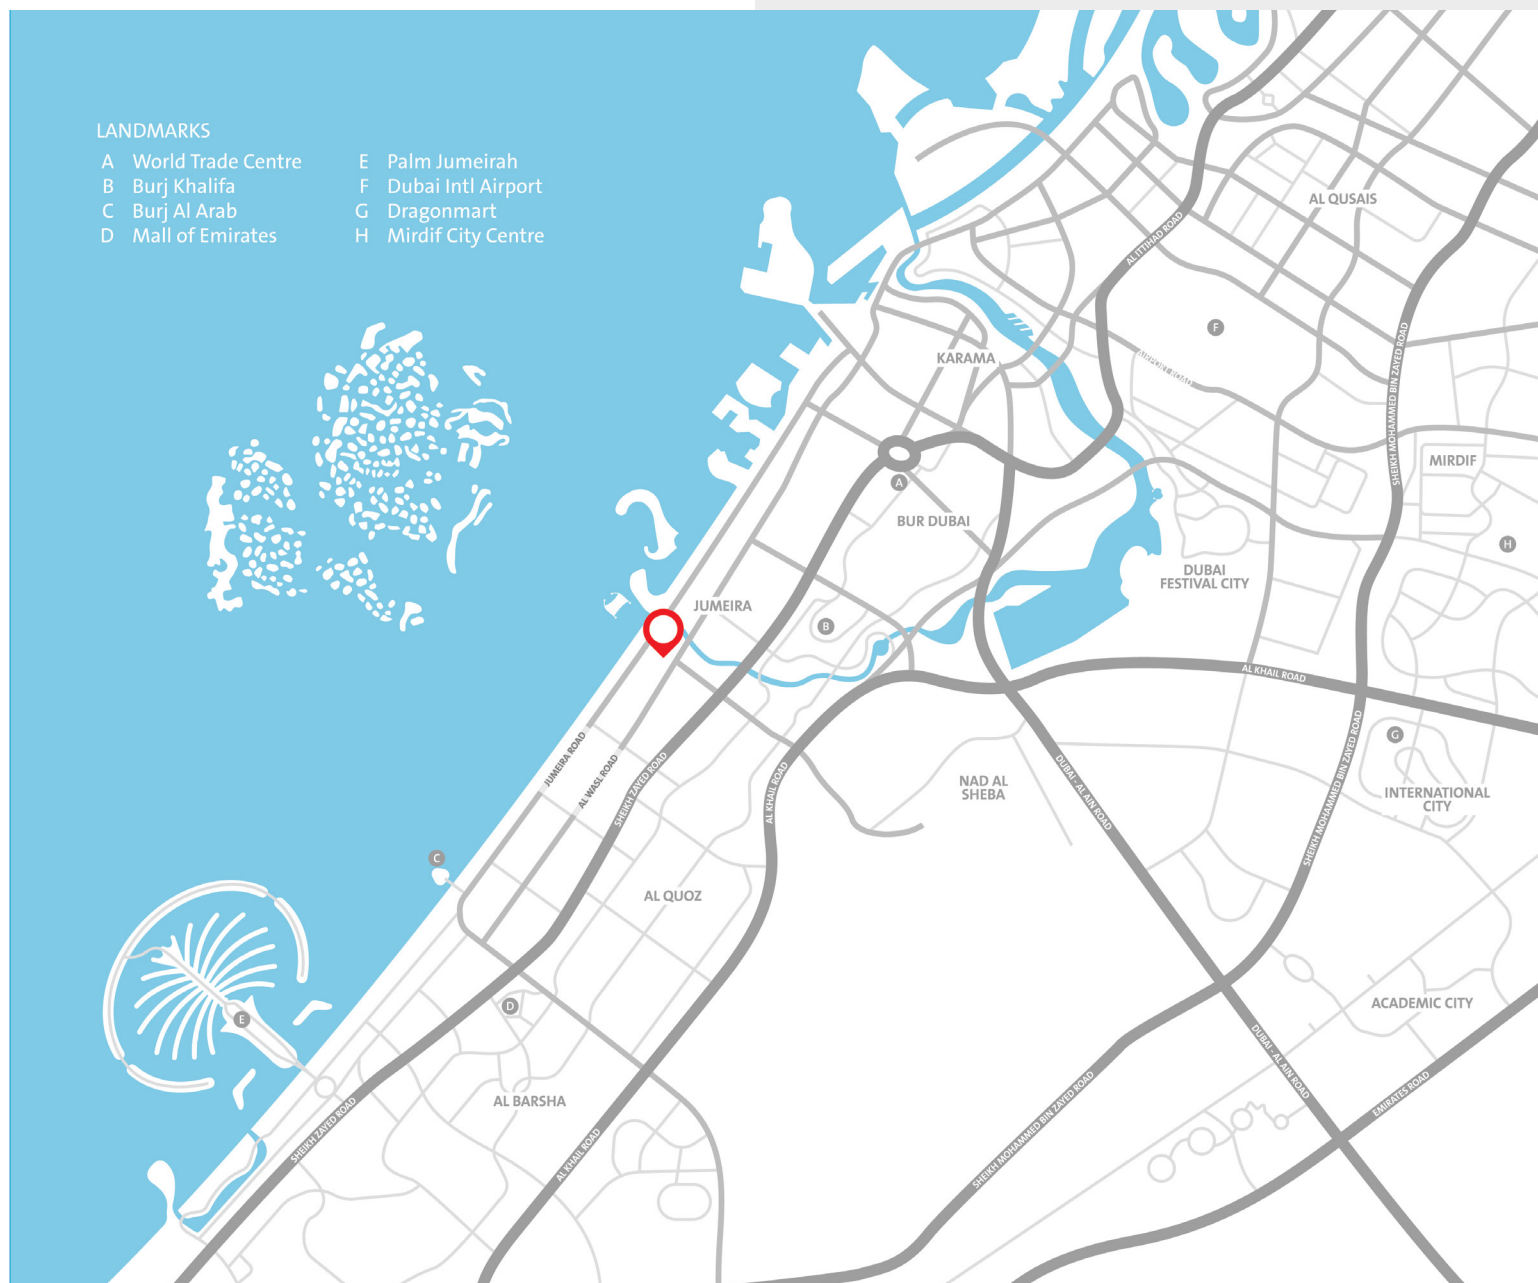 LANDMARKS
A World Trade Centre
B Burj Khalifa
C Burj Al Arab
D Mall of Emirates
E Palm Jumeirah
F Dubai Intl Airport
G Dragonmart
H Mirdif City Centre
AL QUSAIS
AL ITTIHAD ROAD
F
KARAMA
AIRPORT ROAD
SHEIKH MOHAMMED BIN ZAYED ROAD
MIRDIF
A
BUR DUBAI
H
DUBAI
FESTIVAL CITY
JUMEIRA
B
AL KHAIL ROAD
G
JUMEIRA ROAD
AL WASL ROAD
SHEIKH ZAYED ROAD
AL KHAIL ROAD
NAD AL
SHEBA
DUBAI - AL AIN ROAD
SHEIKH MOHAMMED BIN ZAYED ROAD
INTERNATIONAL
CITY
C
AL QUOZ
D
E
ACADEMIC CITY
AL BARSHA
SHEIKH ZAYED ROAD
AL KHAIL ROAD
SHEIKH MOHAMMED BIN ZAYED ROAD
DUBAI - AL AIN ROAD
EMIRATES ROAD